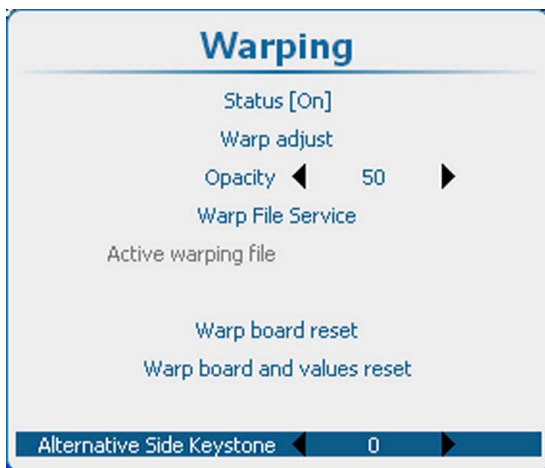 Warping
Status [On]
Warp adjust
Opacity 50
Warp File Service
Active warping file
Warp board reset
Warp board and values reset
Alternative Side Keystone 0